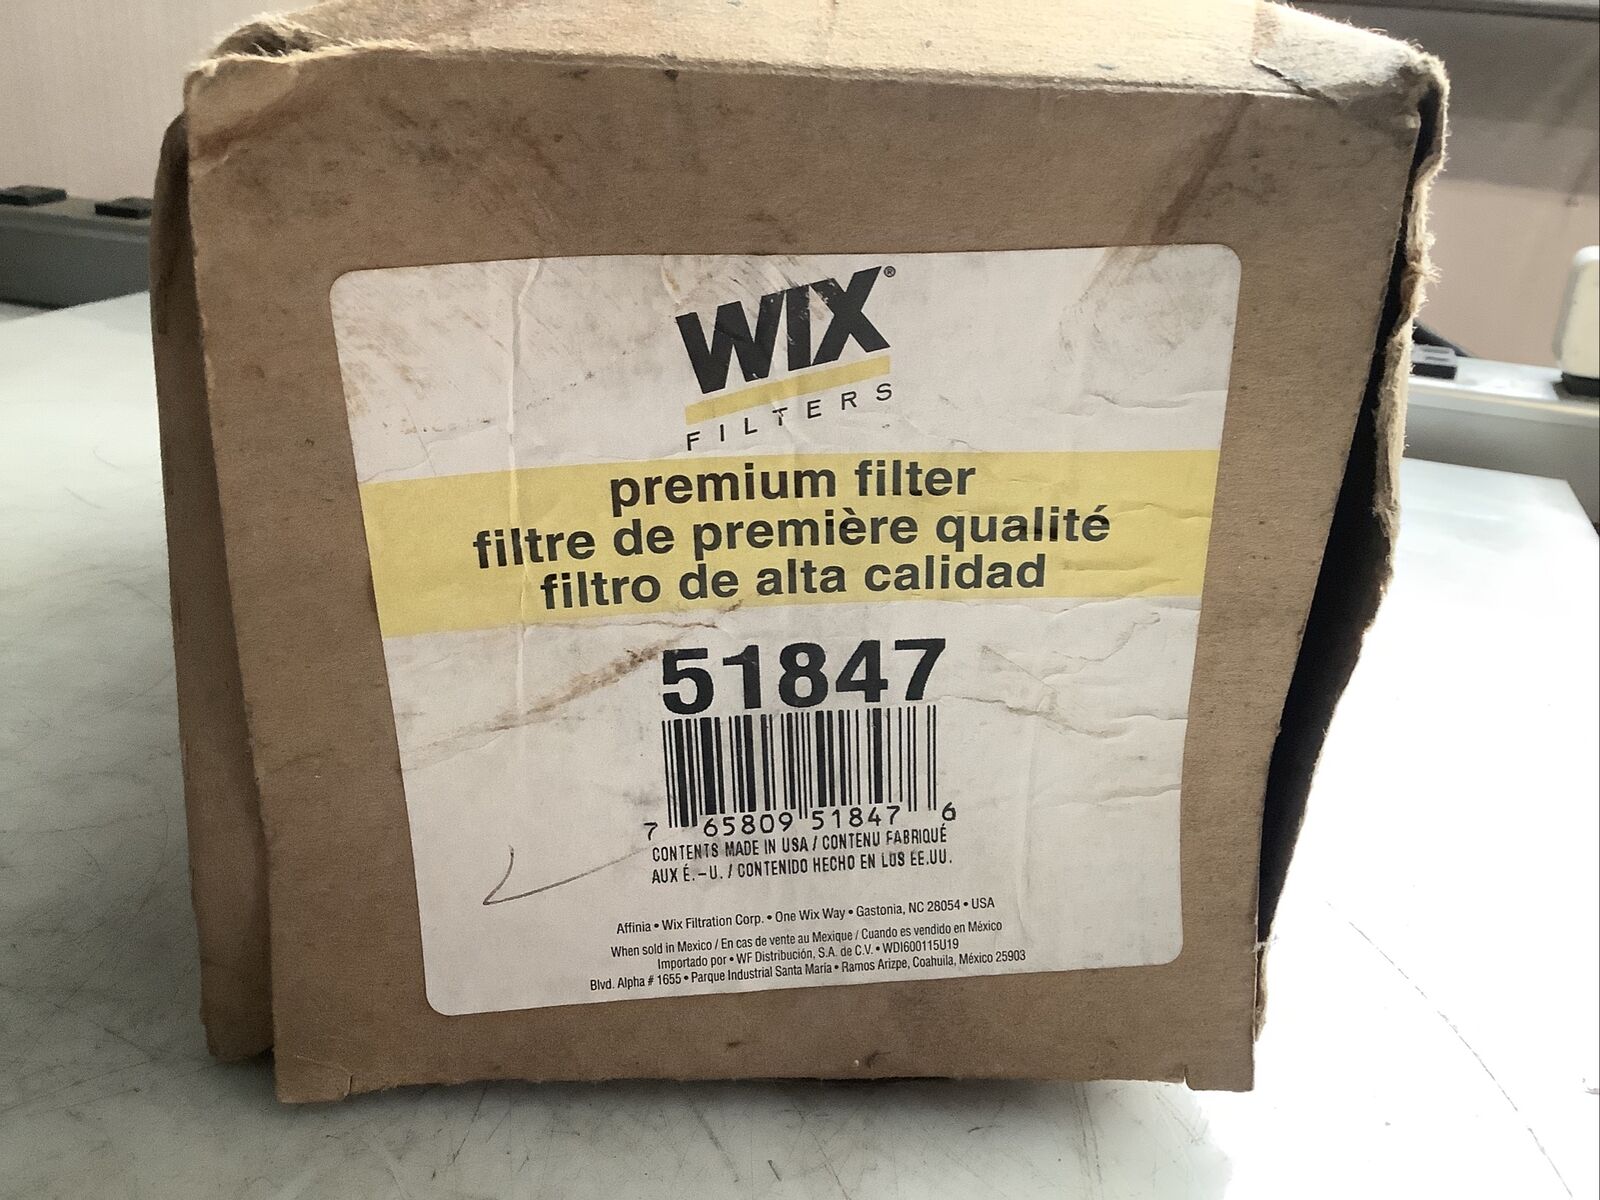 WIX®
FILTERS
premium filter
filtre de première qualité
filtro de alta calidad
51847
7 65809 51847 6
CONTENTS MADE IN USA / CONTENU FABRIQUÉ
AUX É.-U. / CONTENIDO HECHO EN LOS EE.UU.
Affinia • Wix Filtration Corp. • One Wix Way • Gastonia, NC 28054 • USA
When sold in Mexico / En cas de vente au Mexique / Cuando es vendido en México
Importado por • WF Distribución, S.A. de C.V. • WDI600115U19
Blvd. Alpha # 1655 • Parque Industrial Santa María • Ramos Arizpe, Coahuila, México 25903